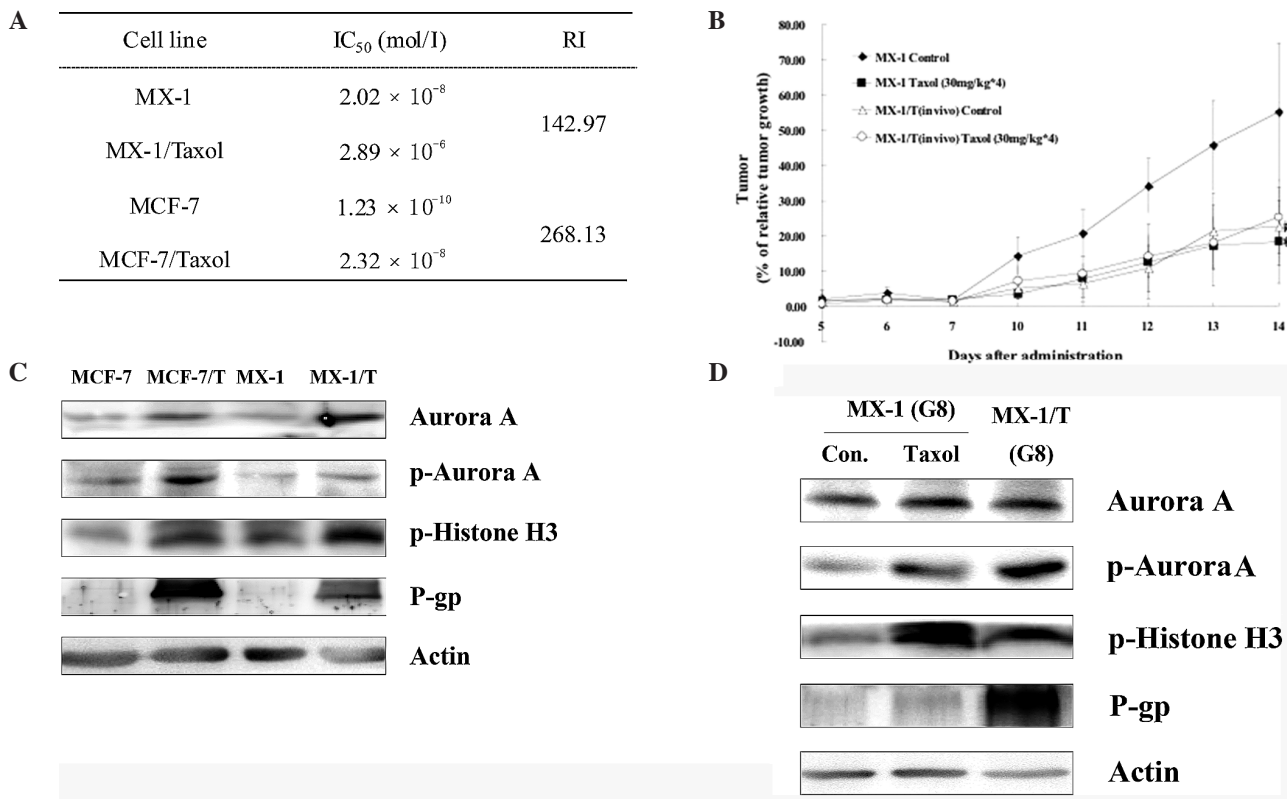 A
Cell line IC50 (mol/l) RI
MX-1 2.02 × 10⁻⁸
142.97
MX-1/Taxol 2.89 × 10⁻⁶
MCF-7 1.23 × 10⁻¹⁰
268.13
MCF-7/Taxol 2.32 × 10⁻⁸
B
80.00
70.00
60.00
50.00
40.00
30.00
20.00
10.00
0.00
-10.00
Tumor
(% of relative tumor growth)
MX-1 Control
MX-1 Taxol (30mg/kg*4)
MX-1/T(in vivo) Control
MX-1/T(in vivo) Taxol (30mg/kg*4)
5 6 7 10 11 12 13 14
Days after administration
C
MCF-7 MCF-7/T MX-1 MX-1/T
Aurora A
p-Aurora A
p-Histone H3
P-gp
Actin
D
MX-1 (G8) MX-1/T
Con. Taxol (G8)
Aurora A
p-Aurora A
p-Histone H3
P-gp
Actin